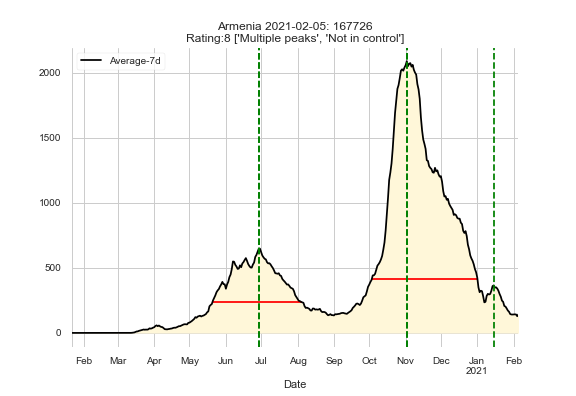 Armenia 2021-02-05: 167726
Rating:8 ['Multiple peaks', 'Not in control']
Average-7d
2000
1500
1000
500
0
Feb Mar Apr May Jun Jul Aug Sep Oct Nov Dec Jan Feb
2021
Date